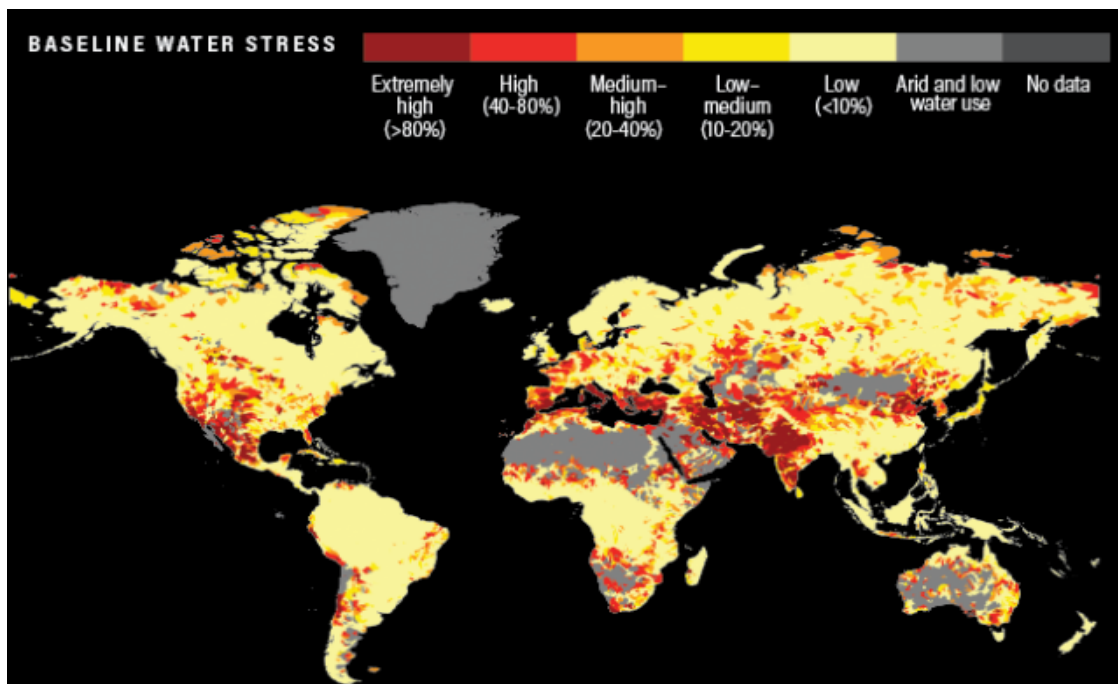 BASELINE WATER STRESS
Extremely high (>80%)
High (40-80%)
Medium–high (20-40%)
Low–medium (10-20%)
Low (<10%)
Arid and low water use
No data